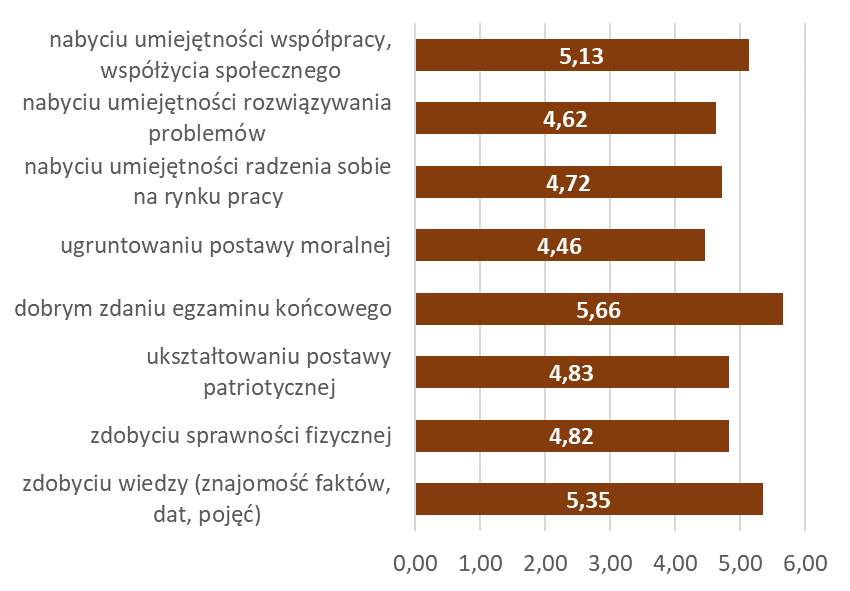 nabyciu umiejętności współpracy,
współżycia społecznego
5,13
nabyciu umiejętności rozwiązywania
problemów
4,62
nabyciu umiejętności radzenia sobie
na rynku pracy
4,72
ugruntowaniu postawy moralnej
4,46
dobrym zdaniu egzaminu końcowego
5,66
ukształtowaniu postawy
patriotycznej
4,83
zdobyciu sprawności fizycznej
4,82
zdobyciu wiedzy (znajomość faktów,
dat, pojęć)
5,35
0,00 1,00 2,00 3,00 4,00 5,00 6,00